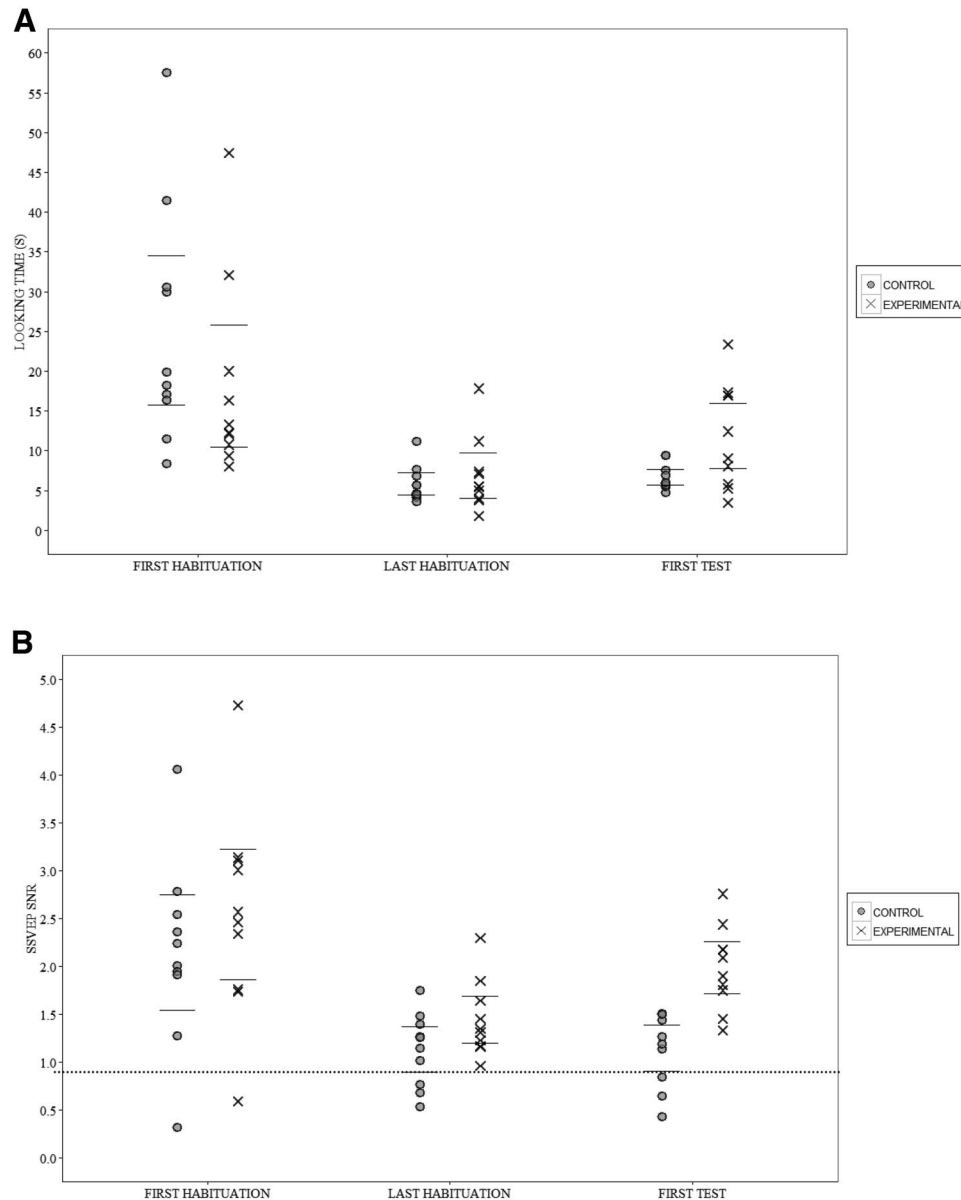 A
LOOKING TIME (S)
60
55
50
45
40
35
30
25
20
15
10
5
0
FIRST HABITUATION LAST HABITUATION FIRST TEST
CONTROL
EXPERIMENTAL
B
SSVEP SNR
5.0
4.5
4.0
3.5
3.0
2.5
2.0
1.5
1.0
0.5
0.0
FIRST HABITUATION LAST HABITUATION FIRST TEST
CONTROL
EXPERIMENTAL